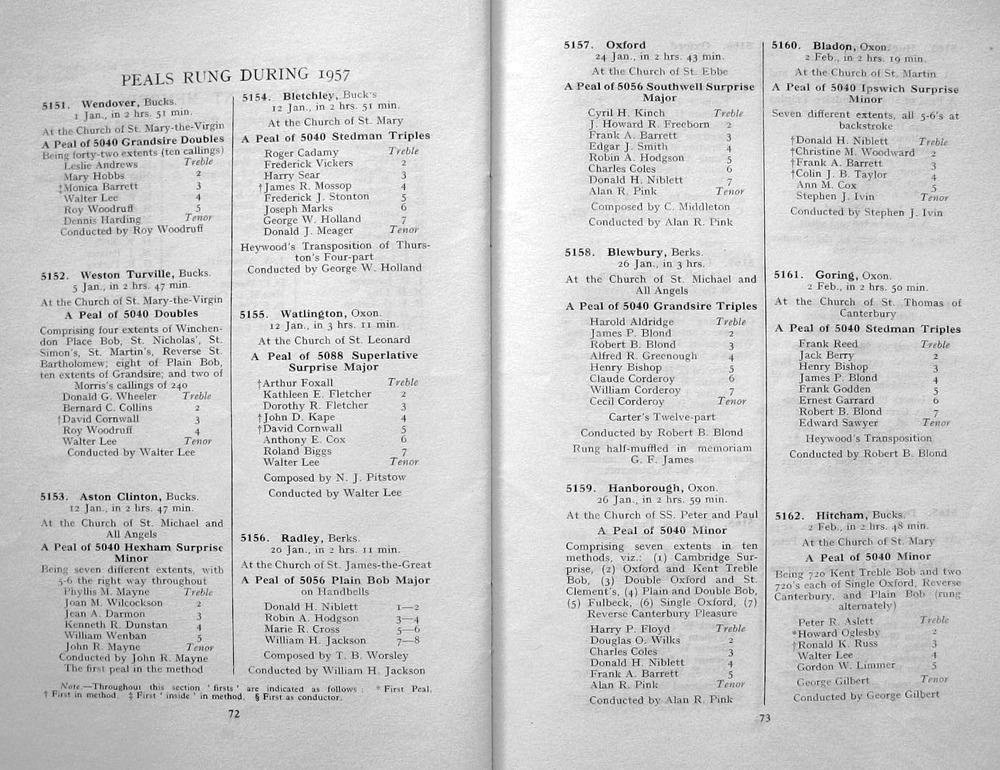 PEALS RUNG DURING 1957
5151. Wendover, Bucks.
1 Jan., in 2 hrs. 51 min.
At the Church of St. Mary-the-Virgin
A Peal of 5040 Grandsire Doubles
Being forty-two extents (ten callings)
Leslie Andrews Treble
Mary Hobbs 2
‡Monica Barrett 3
Walter Lee 4
Roy Woodruff 5
Dennis Harding Tenor
Conducted by Roy Woodruff
5152. Weston Turville, Bucks.
5 Jan., in 2 hrs. 47 min.
At the Church of St. Mary-the-Virgin
A Peal of 5040 Doubles
Comprising four extents of Winchen-
don Place Bob, St. Nicholas', St.
Simon's, St. Martin's, Reverse St.
Bartholomew; eight of Plain Bob,
ten extents of Grandsire; and two of
Morris's callings of 240
Donald G. Wheeler Treble
Bernard C. Collins 2
†David Cornwall 3
Roy Woodruff 4
Walter Lee Tenor
Conducted by Walter Lee
5153. Aston Clinton, Bucks.
12 Jan., in 2 hrs. 47 min.
At the Church of St. Michael and
All Angels
A Peal of 5040 Hexham Surprise
Minor
Being seven different extents, with
5-6 the right way throughout
Phyllis M. Mayne Treble
Joan M. Wilcockson 2
Jean A. Darmon 3
Kenneth R. Dunstan 4
William Wenban 5
John R. Mayne Tenor
Conducted by John R. Mayne
The first peal in the method
5154. Bletchley, Bucks
12 Jan., in 2 hrs. 51 min.
At the Church of St. Mary
A Peal of 5040 Stedman Triples
Roger Cadamy Treble
Frederick Vickers 2
Harry Sear 3
†James R. Mossop 4
Frederick J. Stonton 5
Joseph Marks 6
George W. Holland 7
Donald J. Meager Tenor
Heywood's Transposition of Thurs-
ton's Four-part
Conducted by George W. Holland
5155. Watlington, Oxon.
12 Jan., in 3 hrs. 11 min.
At the Church of St. Leonard
A Peal of 5088 Superlative
Surprise Major
†Arthur Foxall Treble
Kathleen E. Fletcher 2
Dorothy R. Fletcher 3
†John D. Kape 4
†David Cornwall 5
Anthony E. Cox 6
Roland Biggs 7
Walter Lee Tenor
Composed by N. J. Pitstow
Conducted by Walter Lee
5156. Radley, Berks.
20 Jan., in 2 hrs. 11 min.
At the Church of St. James-the-Great
A Peal of 5056 Plain Bob Major
on Handbells
Donald H. Niblett 1—2
Robin A. Hodgson 3—4
Marie R. Cross 5—6
William H. Jackson 7—8
Composed by T. B. Worsley
Conducted by William H. Jackson
Note.—Throughout this section 'firsts' are indicated as follows : * First Peal.
† First in method. ‡ First 'inside' in method. § First as conductor.
72
5157. Oxford
24 Jan., in 2 hrs. 43 min.
At the Church of St. Ebbe
A Peal of 5056 Southwell Surprise
Major
Cyril H. Kinch Treble
J. Howard R. Freeborn 2
Frank A. Barrett 3
Edgar J. Smith 4
Robin A. Hodgson 5
Charles Coles 6
Donald H. Niblett 7
Alan R. Pink Tenor
Composed by C. Middleton
Conducted by Alan R. Pink
5158. Blewbury, Berks.
26 Jan., in 3 hrs.
At the Church of St. Michael and
All Angels
A Peal of 5040 Grandsire Triples
Harold Aldridge Treble
James P. Blond 2
Robert B. Blond 3
Alfred R. Greenough 4
Henry Bishop 5
Claude Corderoy 6
William Corderoy 7
Cecil Corderoy Tenor
Carter's Twelve-part
Conducted by Robert B. Blond
Rung half-muffled in memoriam
G. F. James
5159. Hanborough, Oxon.
26 Jan., in 2 hrs. 59 min.
At the Church of SS. Peter and Paul
A Peal of 5040 Minor
Comprising seven extents in ten
methods, viz.: (1) Cambridge Sur-
prise, (2) Oxford and Kent Treble
Bob, (3) Double Oxford and St.
Clement's, (4) Plain and Double Bob,
(5) Fulbeck, (6) Single Oxford, (7)
Reverse Canterbury Pleasure
Harry P. Floyd Treble
Douglas O. Wilks 2
Charles Coles 3
Donald H. Niblett 4
Frank A. Barrett 5
Alan R. Pink Tenor
Conducted by Alan R. Pink
5160. Bladon, Oxon.
2 Feb., in 2 hrs. 19 min.
At the Church of St. Martin
A Peal of 5040 Ipswich Surprise
Minor
Seven different extents, all 5-6's at
backstroke
†Donald H. Niblett Treble
†Christine M. Woodward 2
†Frank A. Barrett 3
†Colin J. B. Taylor 4
Ann M. Cox 5
Stephen J. Ivin Tenor
Conducted by Stephen J. Ivin
5161. Goring, Oxon.
2 Feb., in 2 hrs. 50 min.
At the Church of St. Thomas of
Canterbury
A Peal of 5040 Stedman Triples
Frank Reed Treble
Jack Berry 2
Henry Bishop 3
James P. Blond 4
Frank Godden 5
Ernest Garrard 6
Robert B. Blond 7
Edward Sawyer Tenor
Heywood's Transposition
Conducted by Robert B. Blond
5162. Hitcham, Bucks.
2 Feb., in 2 hrs. 48 min.
At the Church of St. Mary
A Peal of 5040 Minor
Being 720 Kent Treble Bob and two
720's each of Single Oxford, Reverse
Canterbury, and Plain Bob (rung
alternately)
Peter R. Aslett Treble
*Howard Oglesby 2
†Ronald K. Russ 3
Walter Lee 4
Gordon W. Limmer 5
George Gilbert Tenor
Conducted by George Gilbert
73